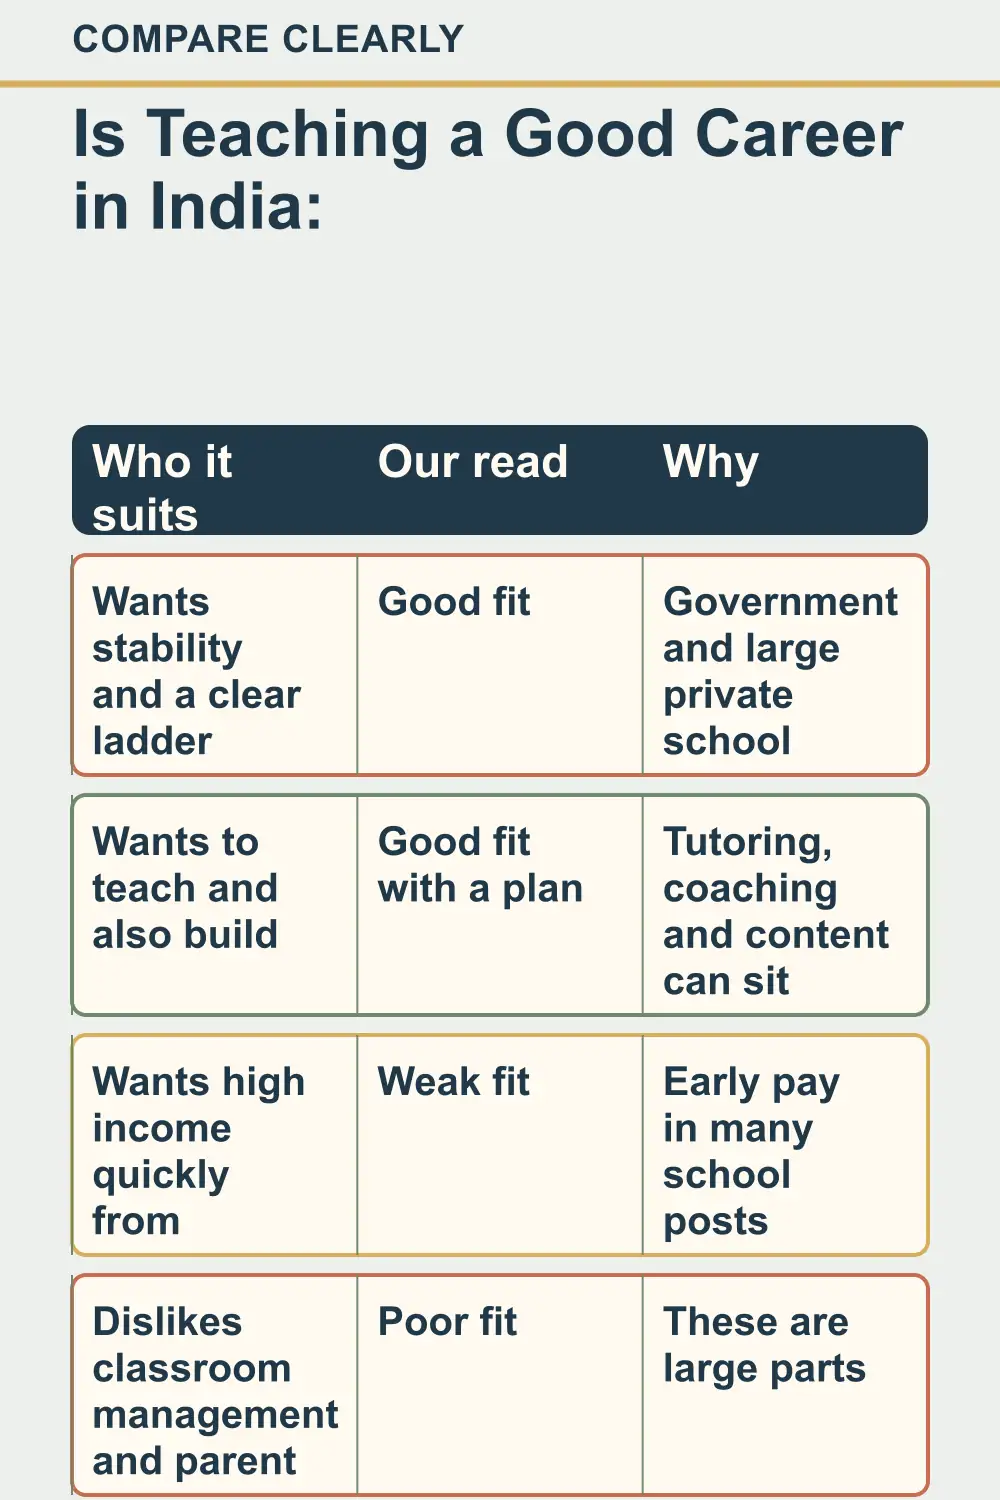 COMPARE CLEARLY
Is Teaching a Good Career
in India:
Who it
suits
Our read
Why
Wants
stability
and a clear
ladder
Good fit
Government
and large
private
school
Wants to
teach and
also build
Good fit
with a plan
Tutoring,
coaching
and content
can sit
Wants high
income
quickly
from
Weak fit
Early pay
in many
school
posts
Dislikes
classroom
management
and parent
Poor fit
These are
large parts